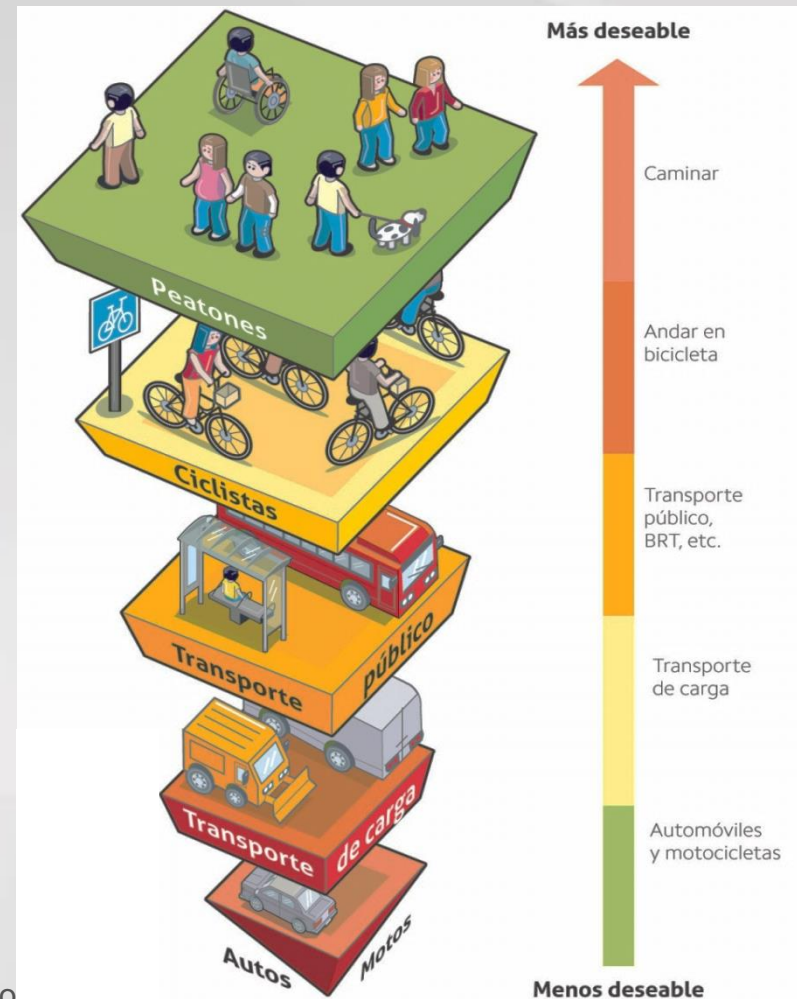 Más deseable
Caminar
Peatones
Andar en
bicicleta
Ciclistas
Transporte
público,
BRT, etc.
Transporte público
Transporte
de carga
Transporte de carga
Automóviles
y motocicletas
Autos Motos
Menos deseable